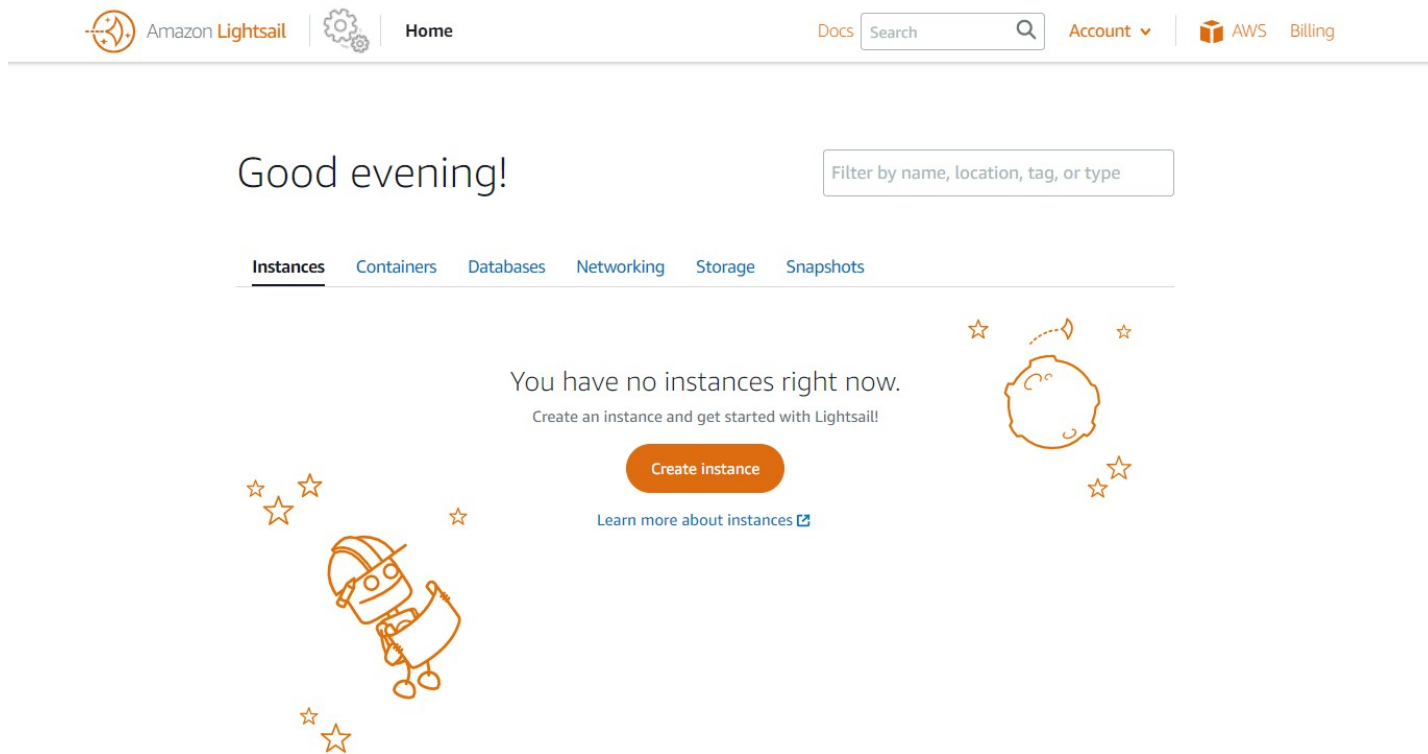 Amazon Lightsail Home Docs Search Account AWS Billing
Good evening! Filter by name, location, tag, or type
Instances Containers Databases Networking Storage Snapshots
You have no instances right now.
Create an instance and get started with Lightsail!
Create instance
Learn more about instances